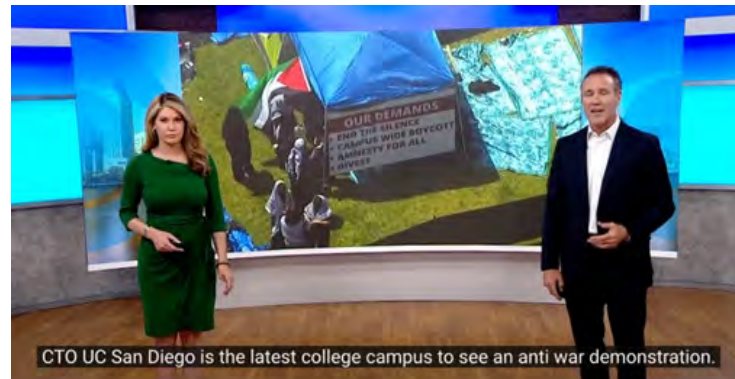 OUR DEMANDS
END THE SILENCE
CAMPUS WIDE BOYCOTT
AMNESTY FOR ALL
DIVEST
CTO UC San Diego is the latest college campus to see an anti war demonstration.